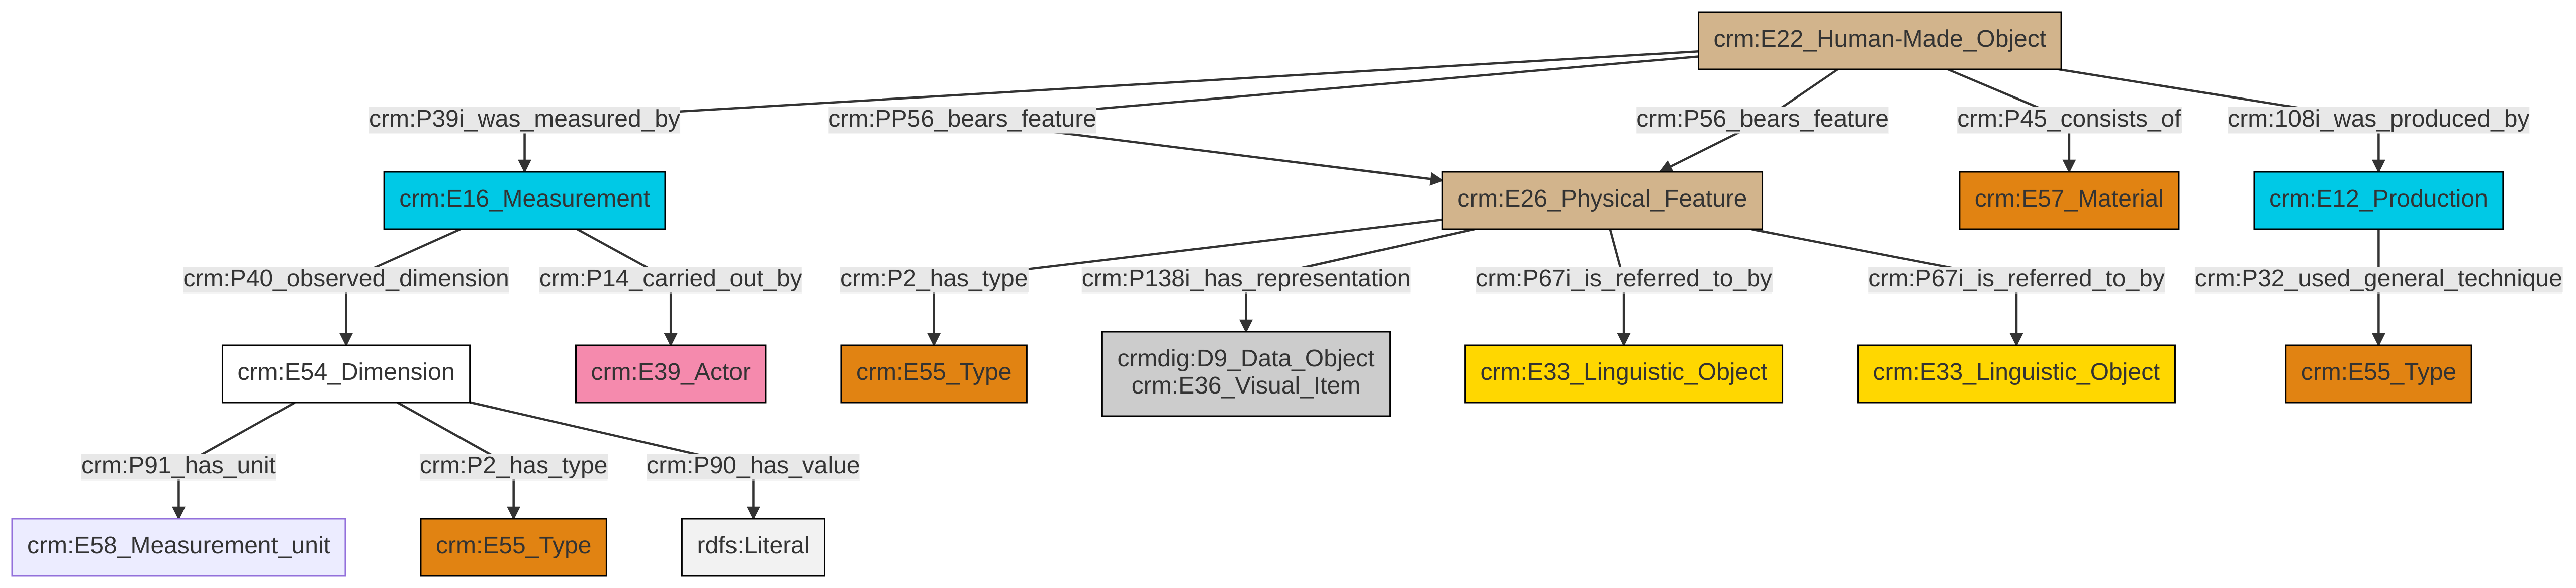 crm:E22_Human-Made_Object
crm:P39i_was_measured_by
crm:PP56_bears_feature
crm:P56_bears_feature
crm:P45_consists_of
crm:108i_was_produced_by
crm:E16_Measurement
crm:E26_Physical_Feature
crm:E57_Material
crm:E12_Production
crm:P40_observed_dimension
crm:P14_carried_out_by
crm:P2_has_type
crm:P138i_has_representation
crm:P67i_is_referred_to_by
crm:P67i_is_referred_to_by
crm:P32_used_general_technique
crm:E54_Dimension
crm:E39_Actor
crm:E55_Type
crmdig:D9_Data_Object
crm:E36_Visual_Item
crm:E33_Linguistic_Object
crm:E33_Linguistic_Object
crm:E55_Type
crm:P91_has_unit
crm:P2_has_type
crm:P90_has_value
crm:E58_Measurement_unit
crm:E55_Type
rdfs:Literal